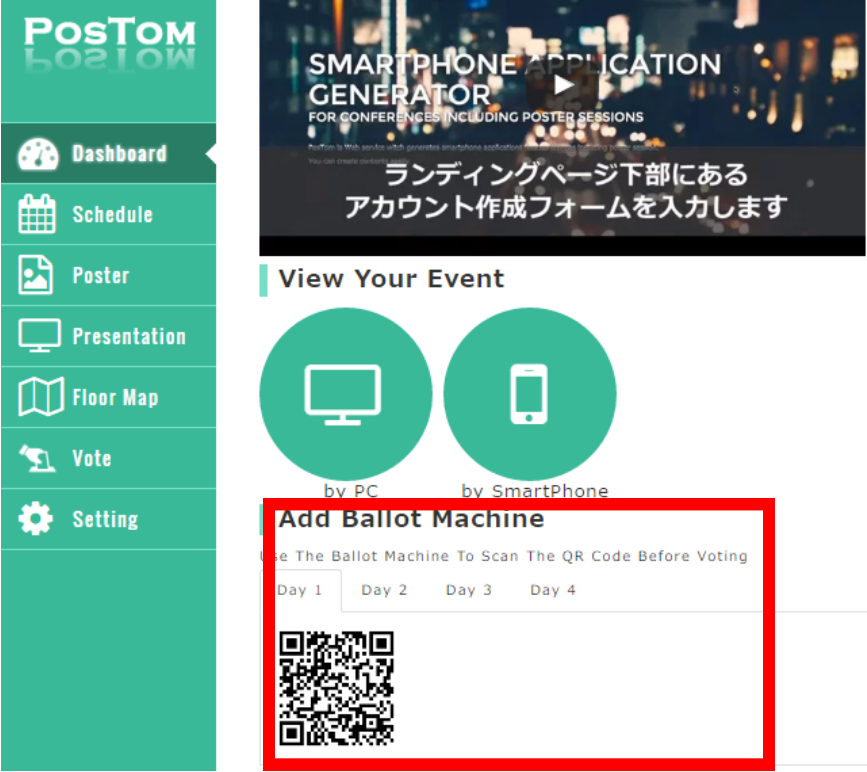 POSTOM
Dashboard
Schedule
Poster
Presentation
Floor Map
Vote
Setting
SMARTPHONE APPLICATION
GENERATOR
FOR CONFERENCES INCLUDING POSTER SESSIONS
PosTom is Web service witch generates smartphone applications
You can create contents easily.
ランディングページ下部にある
アカウント作成フォームを入力します
View Your Event
by PC
by SmartPhone
Add Ballot Machine
Use The Ballot Machine To Scan The QR Code Before Voting
Day 1
Day 2
Day 3
Day 4